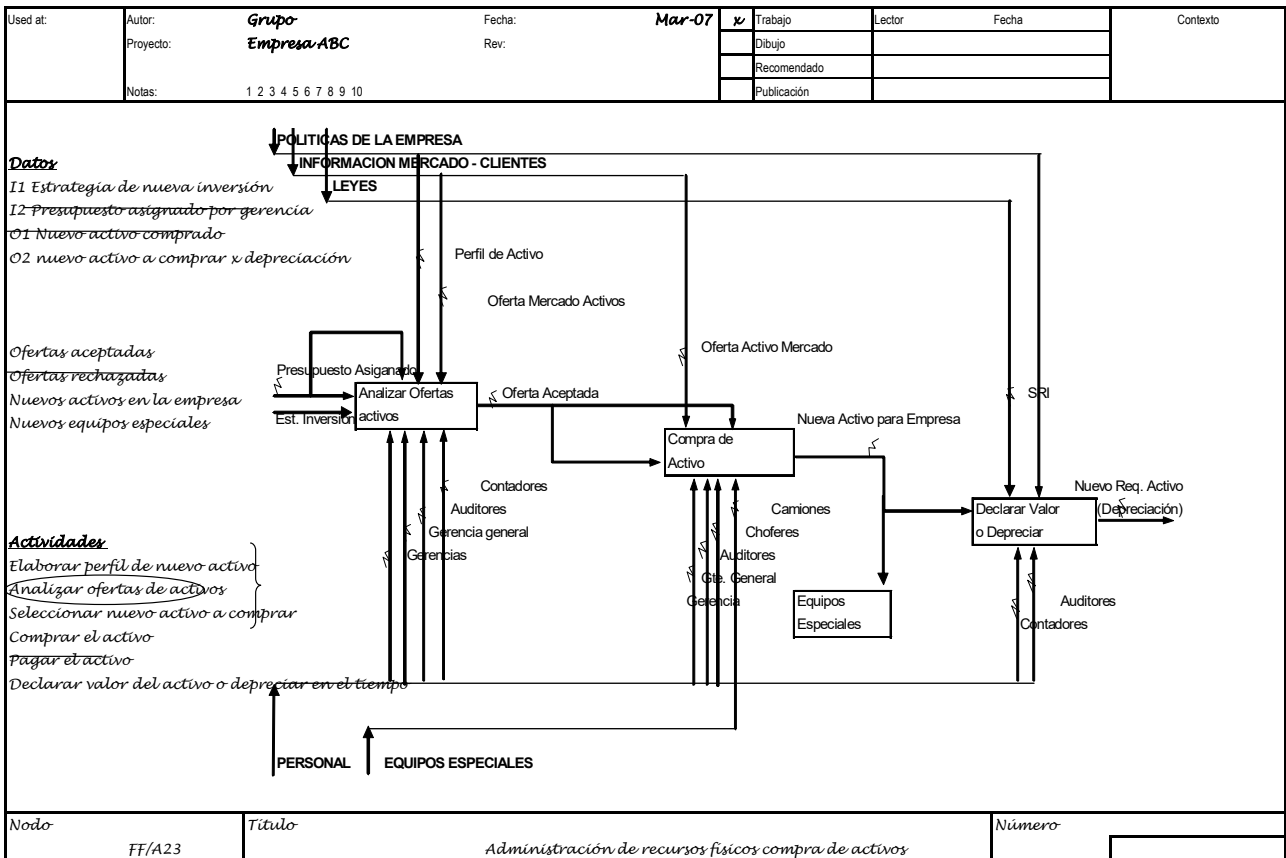 Used at: Autor: Grupo Fecha: Mar-07 x Trabajo Lector Fecha Contexto
Proyecto: Empresa ABC Rev: Dibujo
Recomendado
Notas: 1 2 3 4 5 6 7 8 9 10 Publicación
POLITICAS DE LA EMPRESA
INFORMACION MERCADO - CLIENTES
LEYES
Datos
I1 Estrategia de nueva inversión
I2 Presupuesto asignado por gerencia
O1 Nuevo activo comprado
O2 nuevo activo a comprar x depreciación
Perfil de Activo
Oferta Mercado Activos
Oferta Activo Mercado
Ofertas aceptadas
Ofertas rechazadas
Nuevos activos en la empresa
Nuevos equipos especiales
Presupuesto Asiganado
Est. Inversión
Analizar Ofertas
activos
Oferta Aceptada
SRI
Nueva Activo para Empresa
Compra de
Activo
Nuevo Req. Activo
(Depreciación)
Declarar Valor
o Depreciar
Contadores
Auditores
Gerencia general
Gerencias
Camiones
Choferes
Auditores
Gte. General
Gerencia
Equipos
Especiales
Auditores
Contadores
Actividades
Elaborar perfil de nuevo activo
Analizar ofertas de activos
Seleccionar nuevo activo a comprar
Comprar el activo
Pagar el activo
Declarar valor del activo o depreciar en el tiempo
PERSONAL EQUIPOS ESPECIALES
Nodo Título Número
FF/A23 Administración de recursos físicos compra de activos